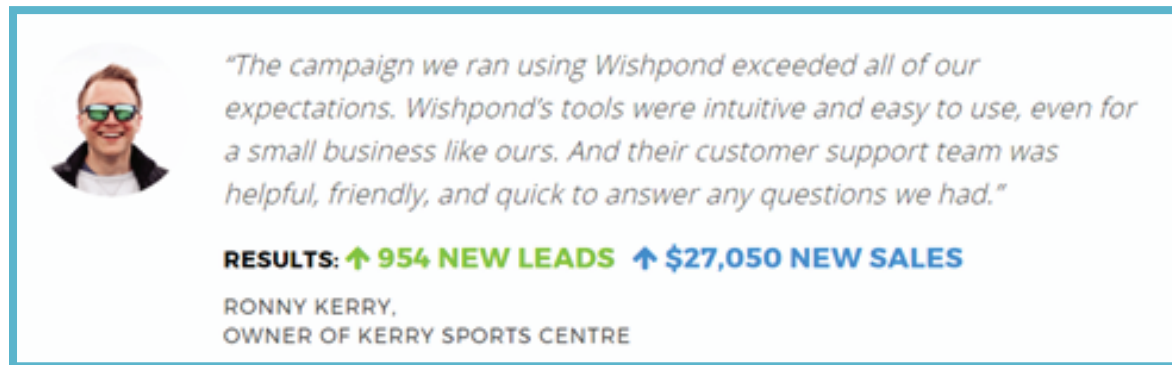 “The campaign we ran using Wishpond exceeded all of our
expectations. Wishpond’s tools were intuitive and easy to use, even for
a small business like ours. And their customer support team was
helpful, friendly, and quick to answer any questions we had.”
RESULTS: ↑ 954 NEW LEADS ↑ $27,050 NEW SALES
RONNY KERRY,
OWNER OF KERRY SPORTS CENTRE